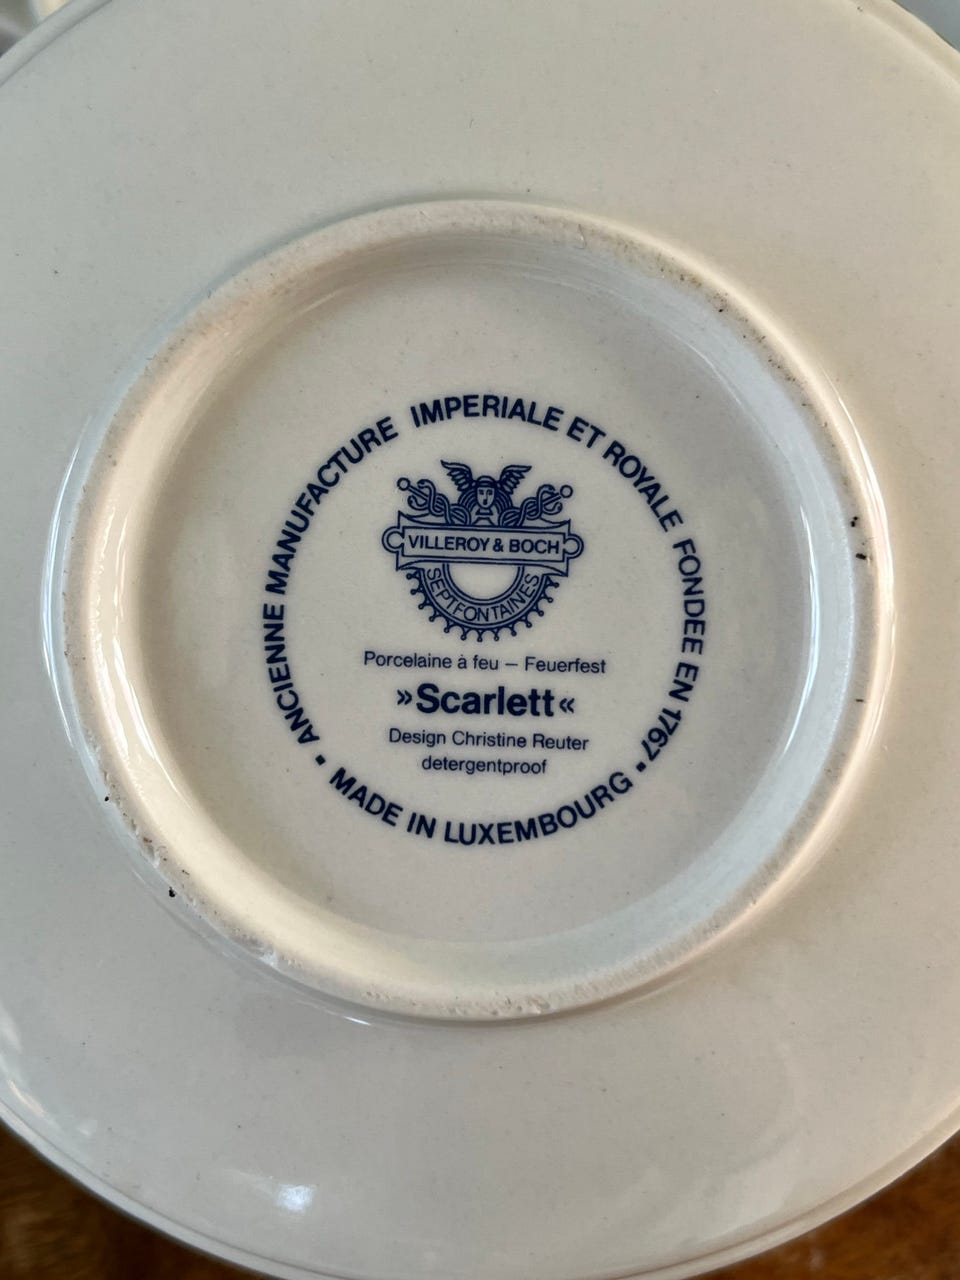 ANCIENNE MANUFACTURE IMPERIALE ET ROYALE FONDEE EN 1767 •
VILLEROY & BOCH
SEPTFONTAINES
Porcelaine à feu – Feuerfest
»Scarlett«
Design Christine Reuter
detergentproof
• MADE IN LUXEMBOURG